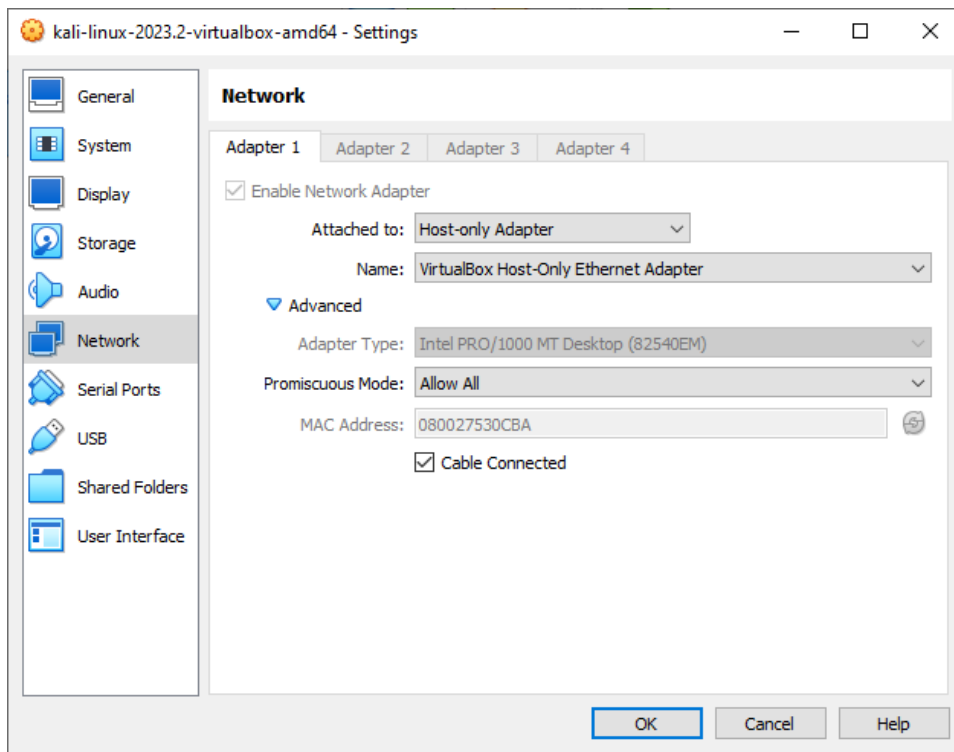 kali-linux-2023.2-virtualbox-amd64 - Settings
General
System
Display
Storage
Audio
Network
Serial Ports
USB
Shared Folders
User Interface
Network
Adapter 1 Adapter 2 Adapter 3 Adapter 4
Enable Network Adapter
Attached to: Host-only Adapter
Name: VirtualBox Host-Only Ethernet Adapter
Advanced
Adapter Type: Intel PRO/1000 MT Desktop (82540EM)
Promiscuous Mode: Allow All
MAC Address: 080027530CBA
Cable Connected
OK Cancel Help